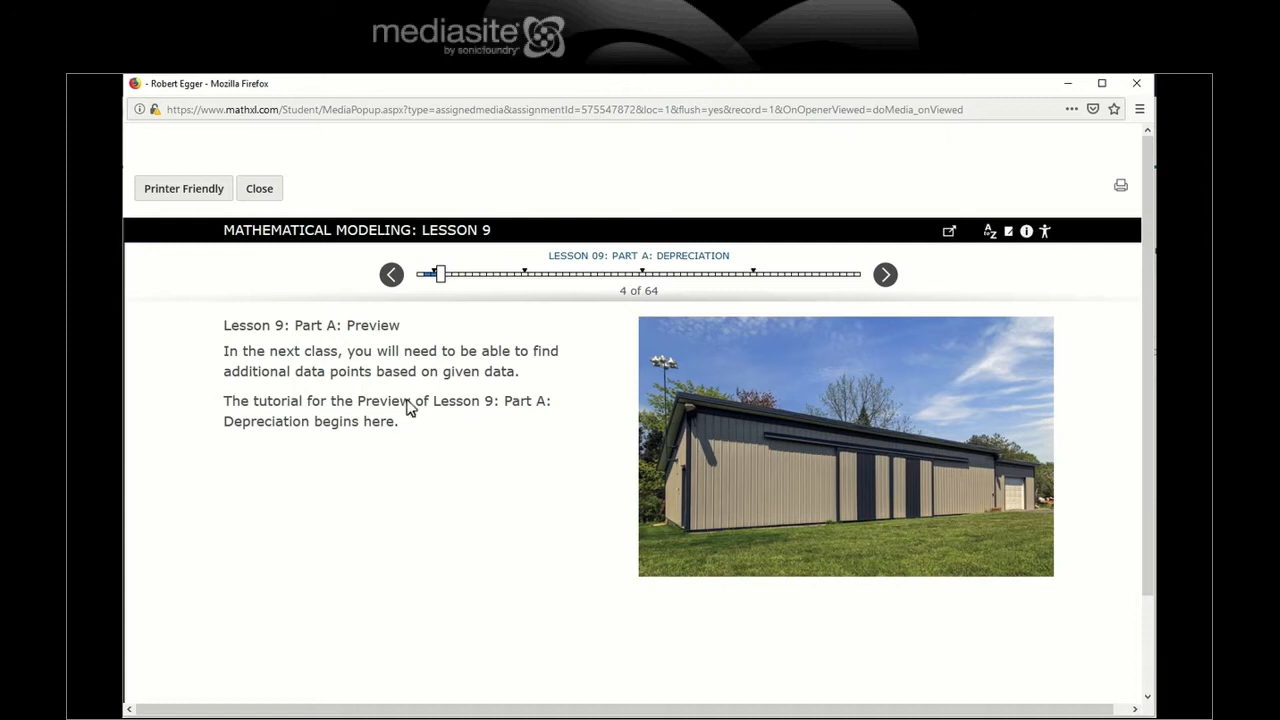 mediasite
by sonicfoundry
- Robert Egger - Mozilla Firefox
https://www.mathxl.com/Student/MediaPopup.aspx?type=assignedmedia&assignmentId=575547872&loc=1&flush=yes&record=1&OnOpenerViewed=doMedia_onViewed
Printer Friendly
Close
MATHEMATICAL MODELING: LESSON 9
A
Z
LESSON 09: PART A: DEPRECIATION
4 of 64
Lesson 9: Part A: Preview
In the next class, you will need to be able to find
additional data points based on given data.
The tutorial for the Preview of Lesson 9: Part A:
Depreciation begins here.